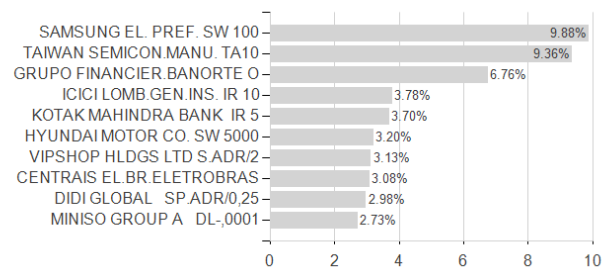 SAMSUNG EL. PREF. SW 100 9.88%
TAIWAN SEMICON.MANU. TA10 9.36%
GRUPO FINANCIER.BANORTE O 6.76%
ICICI LOMB.GEN.INS. IR 10 3.78%
KOTAK MAHINDRA BANK IR 5 3.70%
HYUNDAI MOTOR CO. SW 5000 3.20%
VIPSHOP HLDGS LTD S.ADR/2 3.13%
CENTRAIS EL.BR.ELETROBRAS 3.08%
DIDI GLOBAL SP.ADR/0,25 2.98%
MINISO GROUP A DL-,0001 2.73%
0 2 4 6 8 10